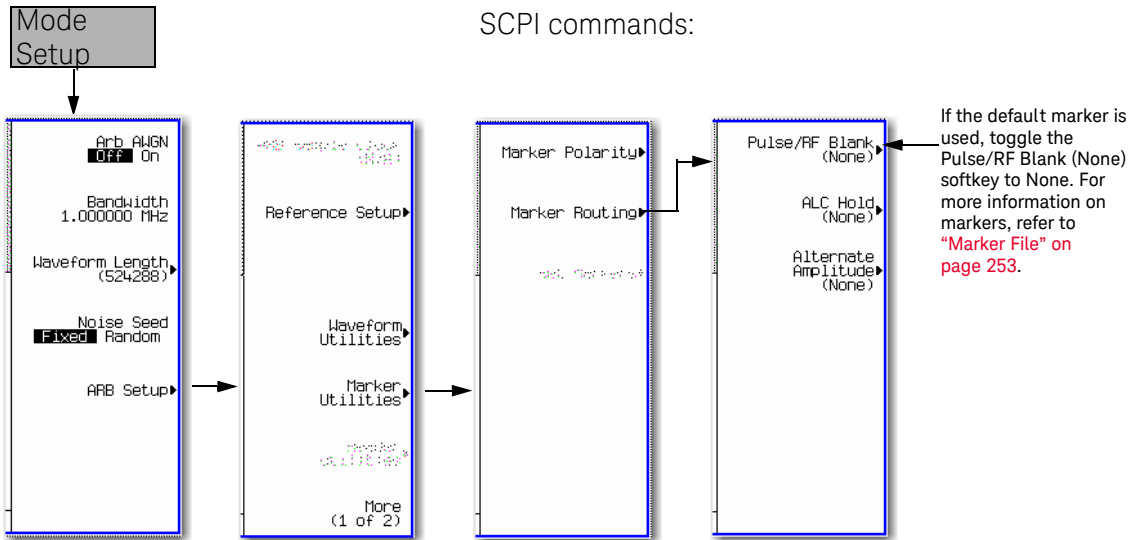 Mode
Setup
SCPI commands:
Arb AWGN
Off On
Bandwidth
1.000000 MHz
Waveform Length
(524288)
Noise Seed
Fixed Random
ARB Setup
Reference Setup
Waveform
Utilities
Marker
Utilities
More
(1 of 2)
Marker Polarity
Marker Routing
Pulse/RF Blank
(None)
ALC Hold
(None)
Alternate
Amplitude
(None)
If the default marker is
used, toggle the
Pulse/RF Blank (None)
softkey to None. For
more information on
markers, refer to
“Marker File” on
page 253.